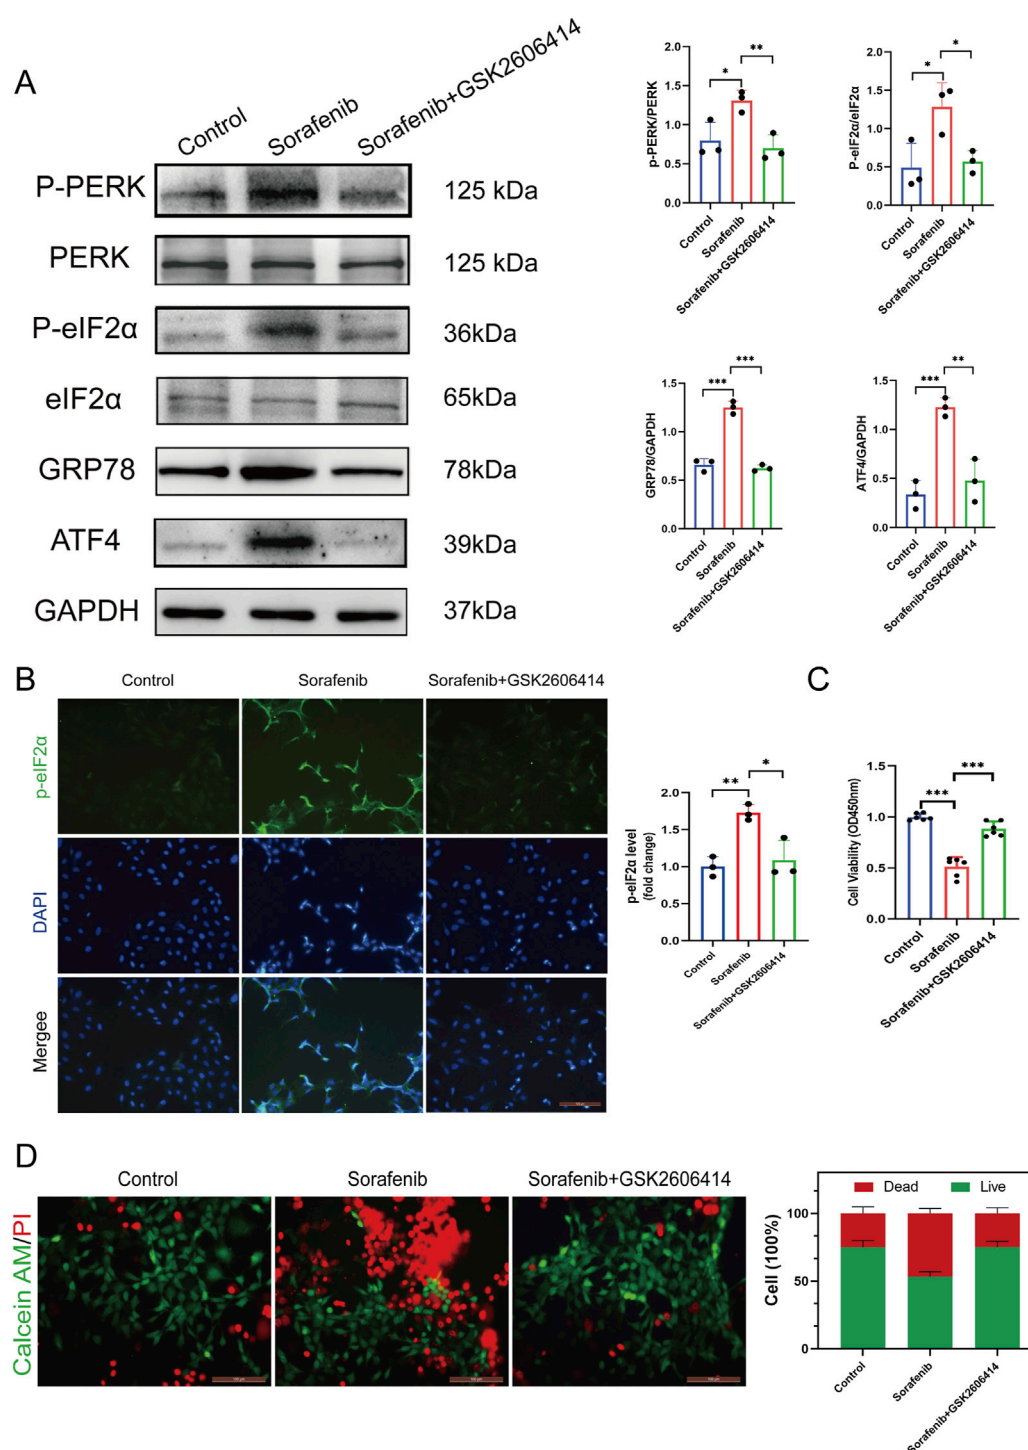 A
Control
Sorafenib
Sorafenib+GSK2606414
P-PERK
125 kDa
PERK
125 kDa
P-eIF2α
36kDa
eIF2α
65kDa
GRP78
78kDa
ATF4
39kDa
GAPDH
37kDa
p-PERK/PERK
2.0
1.5
1.0
0.5
0.0
*
**
Control
Sorafenib
Sorafenib+GSK2606414
P-eIF2α/eIF2α
2.0
1.5
1.0
0.5
0.0
*
*
Control
Sorafenib
Sorafenib+GSK2606414
GRP78/GAPDH
1.5
1.0
0.5
0.0
***
***
Control
Sorafenib
Sorafenib+GSK2606414
ATF4/GAPDH
1.5
1.0
0.5
0.0
***
**
Control
Sorafenib
Sorafenib+GSK2606414
B
Control
Sorafenib
Sorafenib+GSK2606414
p-eIF2α
DAPI
Mergee
p-eIF2α level
(fold change)
2.0
1.5
1.0
0.5
0.0
**
*
Control
Sorafenib
Sorafenib+GSK2606414
C
Cell Viability (OD450nm)
1.5
1.0
0.5
0.0
***
***
Control
Sorafenib
Sorafenib+GSK2606414
D
Control
Sorafenib
Sorafenib+GSK2606414
Calcein AM/PI
Dead
Live
Cell (100%)
100
50
0
Control
Sorafenib
Sorafenib+GSK2606414